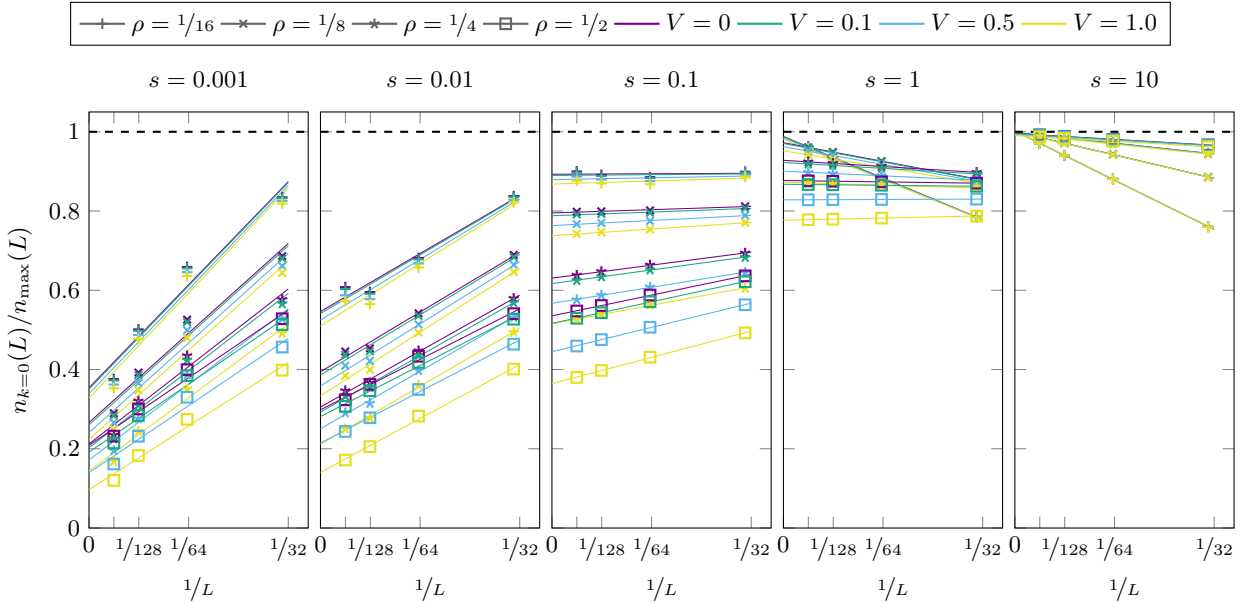 ρ = 1/16 ρ = 1/8 ρ = 1/4 ρ = 1/2 V = 0 V = 0.1 V = 0.5 V = 1.0
s = 0.001 s = 0.01 s = 0.1 s = 1 s = 10
1
0.8
0.6
0.4
0.2
0
n_{k=0}(L)/n_{max}(L)
0 1/128 1/64 1/32 0 1/128 1/64 1/32 0 1/128 1/64 1/32 0 1/128 1/64 1/32 0 1/128 1/64 1/32
1/L 1/L 1/L 1/L 1/L